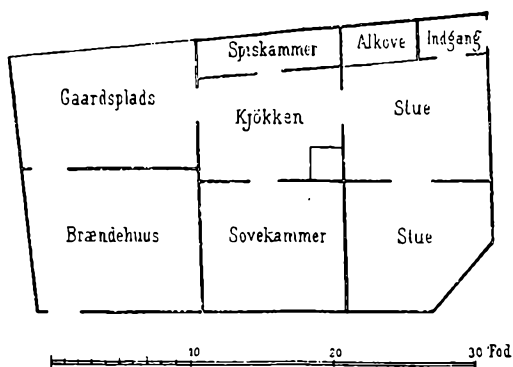 Spiskammer
Alkove
Indgang
Gaardsplads
Kjökken
Stue
Brændehuus
Sovekammer
Stue
10 20 30 Fod